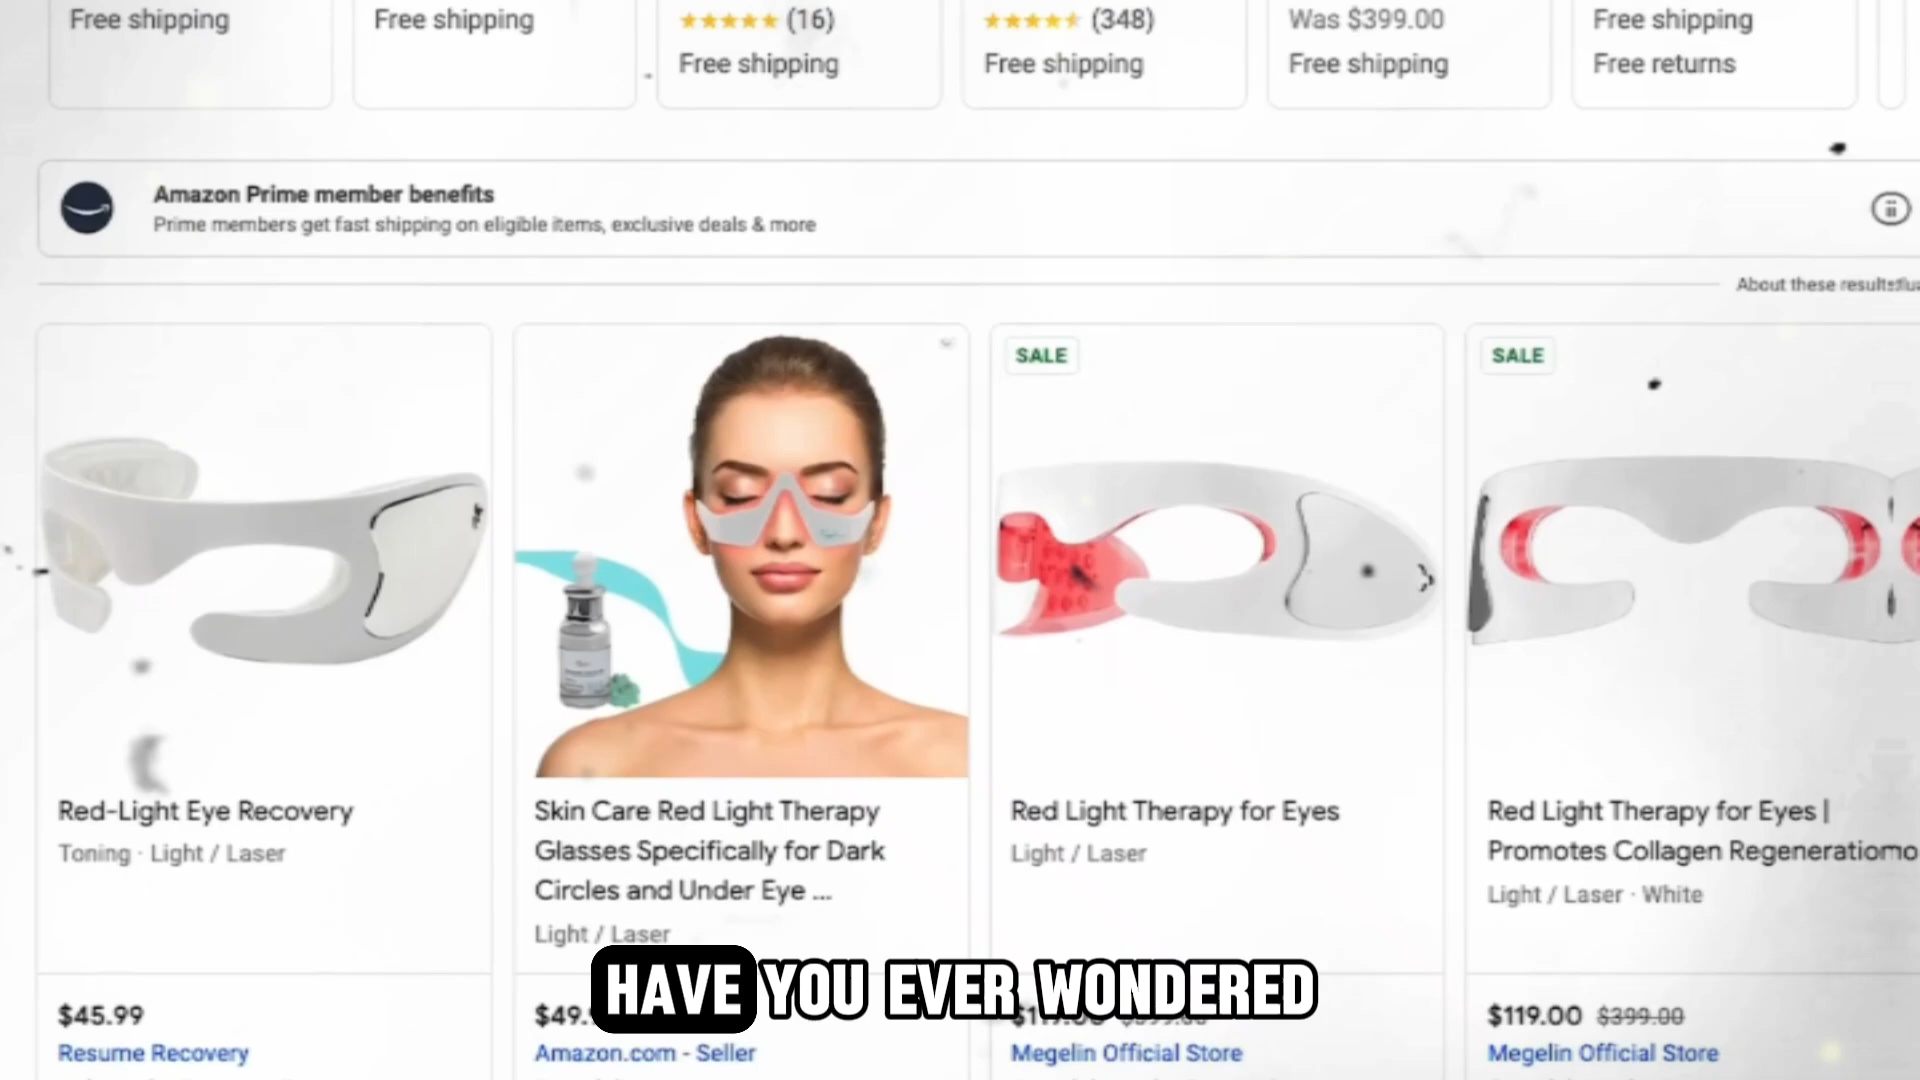 Free shipping
Free shipping
(16)
Free shipping
(348)
Free shipping
Was $399.00
Free shipping
Free shipping
Free returns
Amazon Prime member benefits
Prime members get fast shipping on eligible items, exclusive deals & more
About these results
Red-Light Eye Recovery
Toning · Light / Laser
$45.99
Resume Recovery
Skin Care Red Light Therapy
Glasses Specifically for Dark
Circles and Under Eye ...
Light / Laser
Amazon.com - Seller
SALE
Red Light Therapy for Eyes
Light / Laser
Megelin Official Store
SALE
Red Light Therapy for Eyes |
Promotes Collagen
Light / Laser · White
$119.00 $399.00
Megelin Official Store
HAVE YOU EVER WONDERED